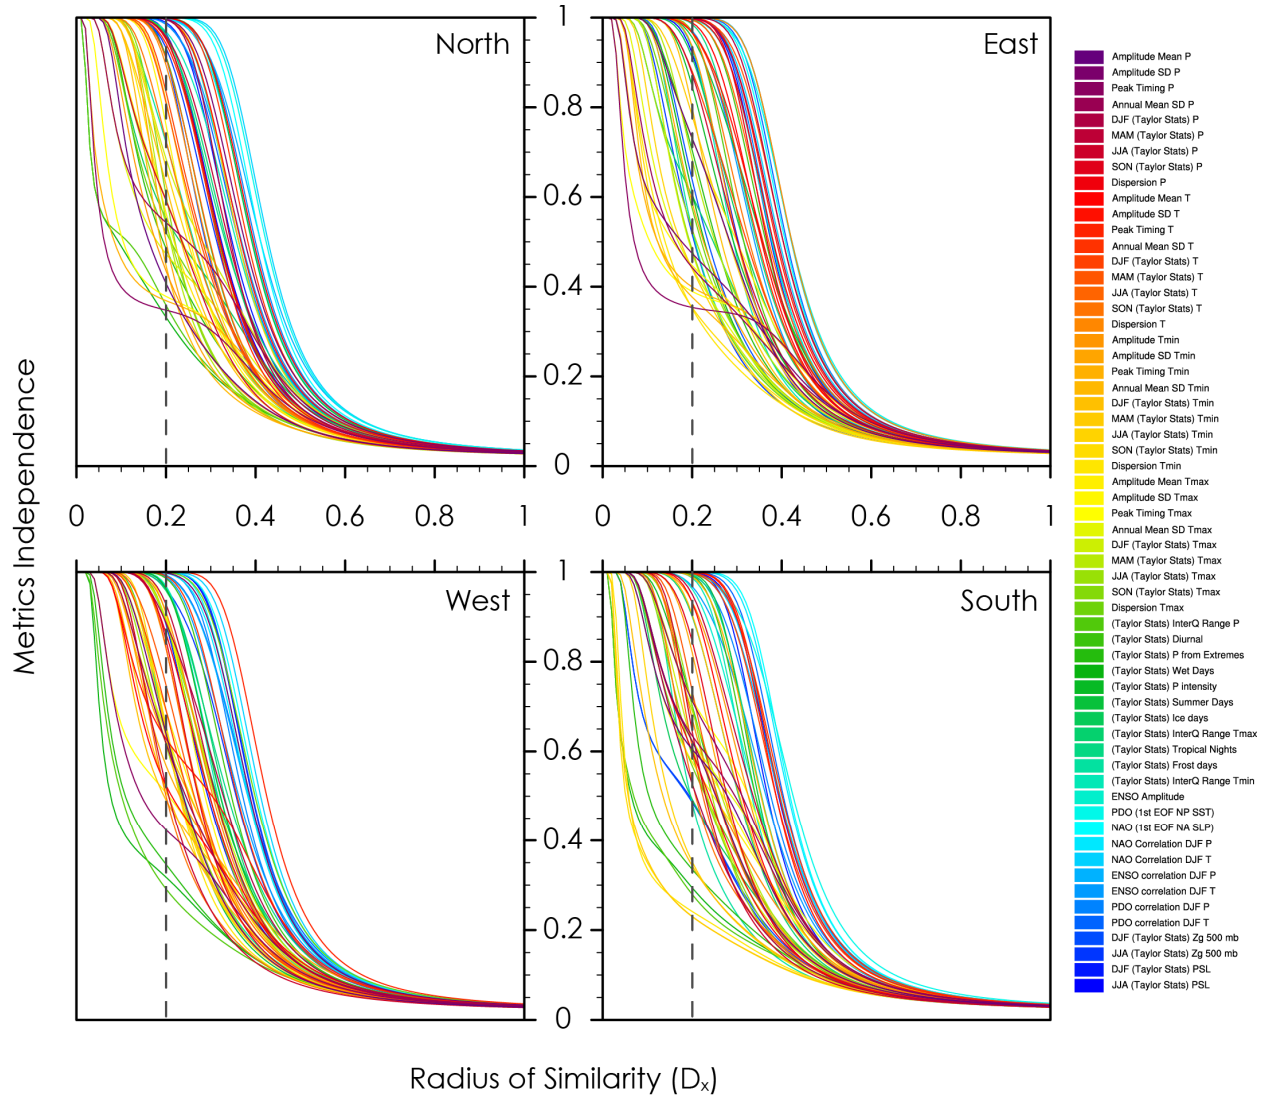 North
East
1
0.8
0.6
0.4
0.2
0
0
0.2
0.4
0.6
0.8
1
0
0.2
0.4
0.6
0.8
1
West
South
1
0.8
0.6
0.4
0.2
0
Metrics Independence
Radius of Similarity (Dx)
Amplitude Mean P
Amplitude SD P
Peak Timing P
Annual Mean SD P
DJF (Taylor Stats) P
MAM (Taylor Stats) P
JJA (Taylor Stats) P
SON (Taylor Stats) P
Dispersion P
Amplitude Mean T
Amplitude SD T
Peak Timing T
Annual Mean SD T
DJF (Taylor Stats) T
MAM (Taylor Stats) T
JJA (Taylor Stats) T
SON (Taylor Stats) T
Dispersion T
Amplitude Tmin
Amplitude SD Tmin
Peak Timing Tmin
Annual Mean SD Tmin
DJF (Taylor Stats) Tmin
MAM (Taylor Stats) Tmin
JJA (Taylor Stats) Tmin
SON (Taylor Stats) Tmin
Dispersion Tmin
Amplitude Mean Tmax
Amplitude SD Tmax
Peak Timing Tmax
Annual Mean SD Tmax
DJF (Taylor Stats) Tmax
MAM (Taylor Stats) Tmax
JJA (Taylor Stats) Tmax
SON (Taylor Stats) Tmax
Dispersion Tmax
(Taylor Stats) InterQ Range P
(Taylor Stats) Diurnal
(Taylor Stats) P from Extremes
(Taylor Stats) Wet Days
(Taylor Stats) P intensity
(Taylor Stats) Summer Days
(Taylor Stats) Ice days
(Taylor Stats) InterQ Range Tmax
(Taylor Stats) Tropical Nights
(Taylor Stats) Frost days
(Taylor Stats) InterQ Range Tmin
ENSO Amplitude
PDO (1st EOF NP SST)
NAO (1st EOF NA SLP)
NAO Correlation DJF P
NAO Correlation DJF T
ENSO correlation DJF P
ENSO correlation DJF T
PDO correlation DJF P
PDO correlation DJF T
DJF (Taylor Stats) Zg 500 mb
JJA (Taylor Stats) Zg 500 mb
DJF (Taylor Stats) PSL
JJA (Taylor Stats) PSL